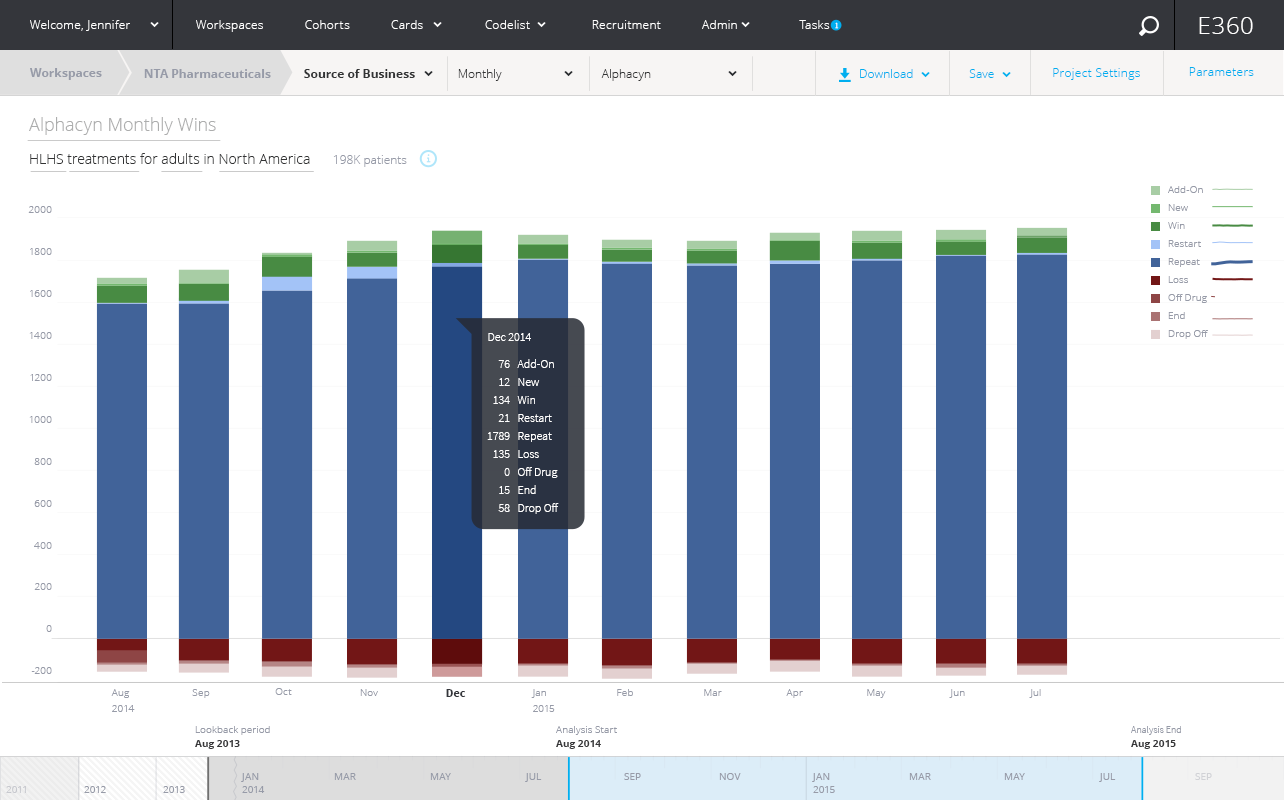 Welcome, Jennifer Workspaces Cohorts Cards Codelist Recruitment Admin Tasks i E360
Workspaces NTA Pharmaceuticals Source of Business Monthly Alphacyn Download Save Project Settings Parameters
Alphacyn Monthly Wins
HLHS treatments for adults in North America 198K patients i
Add-On
New
Win
Restart
Repeat
Loss
Off Drug
End
Drop Off
2000
1800
1600
1400
1200
1000
800
600
400
200
0
-200
Dec 2014
76 Add-On
12 New
134 Win
21 Restart
1789 Repeat
135 Loss
0 Off Drug
15 End
58 Drop Off
Aug Sep Oct Nov Dec Jan Feb Mar Apr May Jun Jul
2014 2015
Lookback period Analysis Start Analysis End
Aug 2013 Aug 2014 Aug 2015
JAN MAR MAY JUL SEP NOV JAN MAR MAY JUL SEP
2011 2012 2013 2014 2015